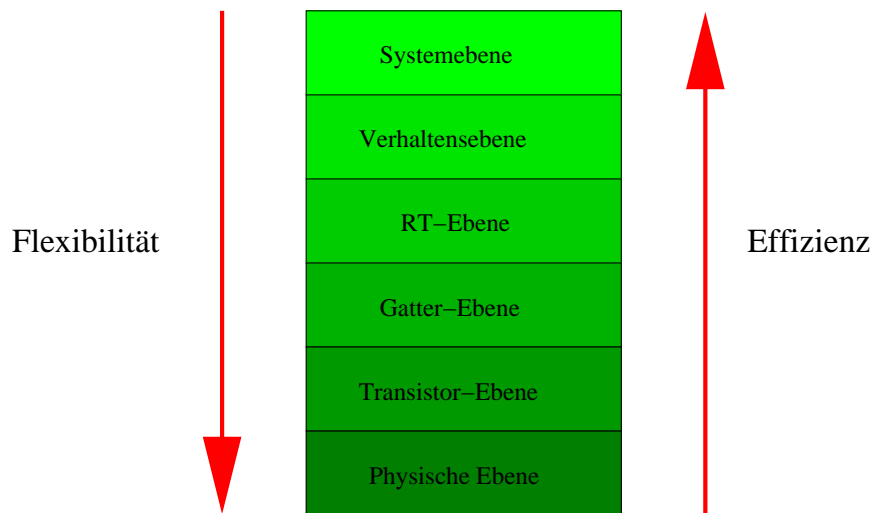 Systemebene
Verhaltensebene
RT−Ebene
Flexibilität
Effizienz
Gatter−Ebene
Transistor−Ebene
Physische Ebene